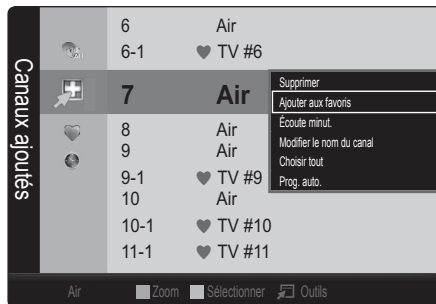 Canaux ajoutés
6 Air
6-1 ♥ TV #6
7 Air
8 Air
9 Air
9-1 ♥ TV #9
10 Air
10-1 ♥ TV #10
11-1 ♥ TV #11
Supprimer
Ajouter aux favoris
Écoute minut.
Modifier le nom du canal
Choisir tout
Prog. auto.
Air Zoom Sélectionner Outils